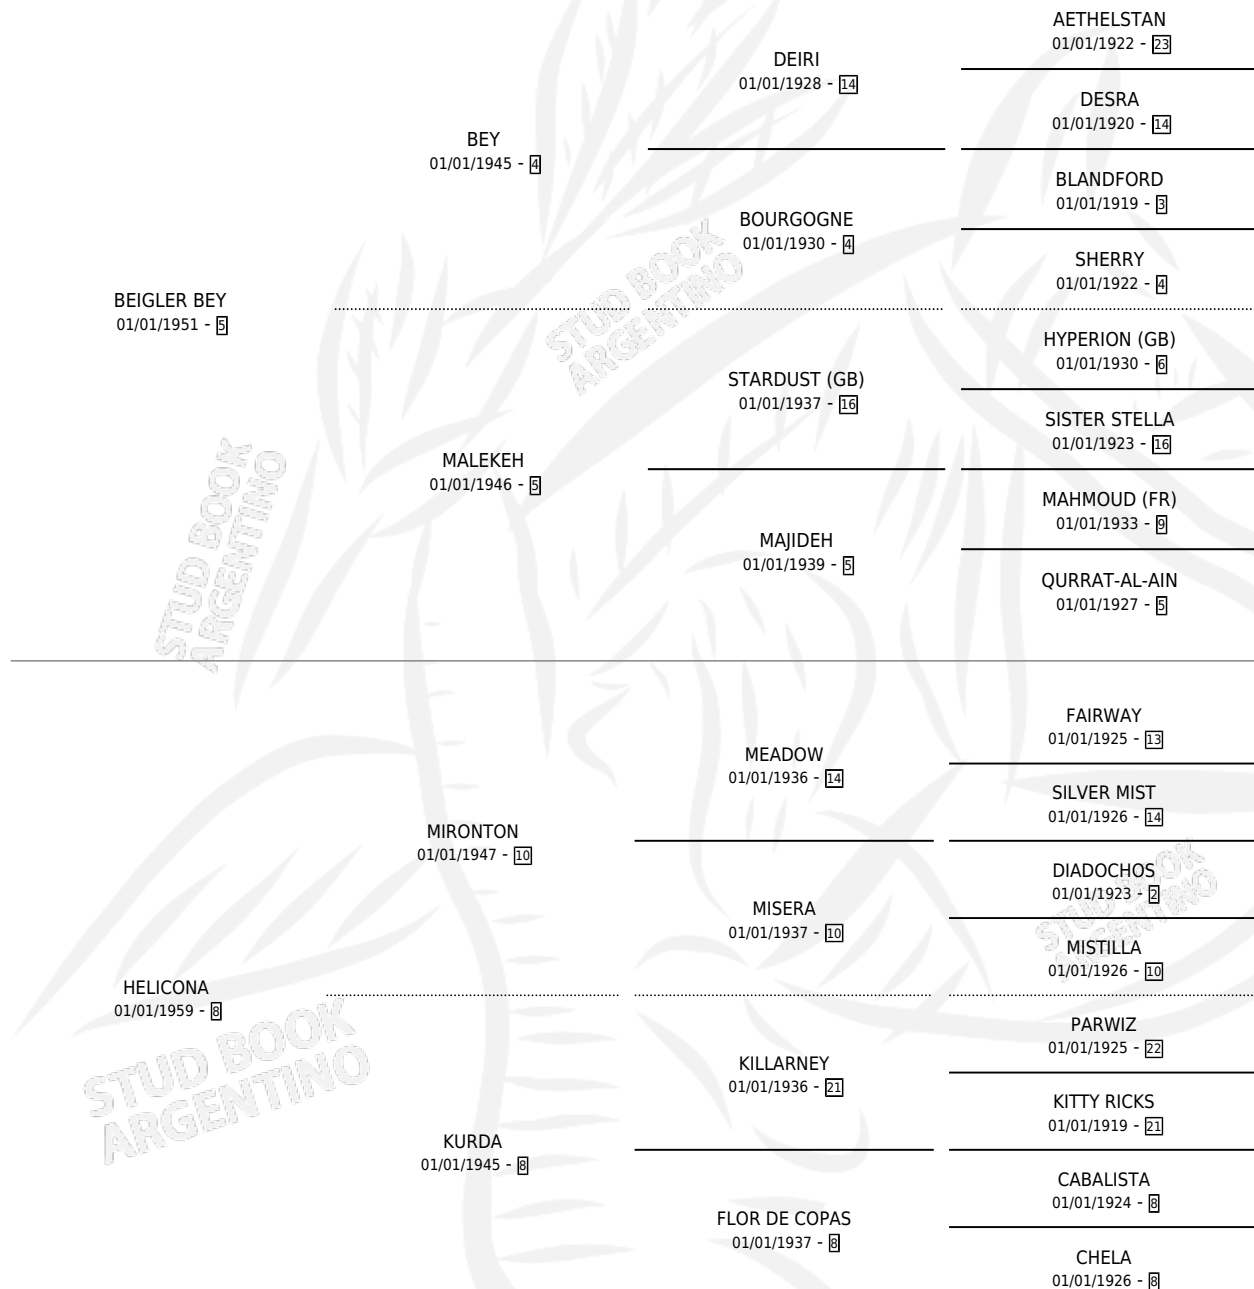 AETHELSTAN
01/01/1922 - 23
DEIRI
01/01/1928 - 14
DESRA
01/01/1920 - 14
BEY
01/01/1945 - 4
BLANDFORD
01/01/1919 - 3
BOURGOGNE
01/01/1930 - 4
SHERRY
01/01/1922 - 4
BEIGLER BEY
01/01/1951 - 5
STUD BOOK
ARGENTINO
HYPERION (GB)
01/01/1930 - 6
STARDUST (GB)
01/01/1937 - 16
SISTER STELLA
01/01/1923 - 16
MALEKEH
01/01/1946 - 5
MAHMOUD (FR)
01/01/1933 - 9
MAJIDEH
01/01/1939 - 5
QURRAT-AL-AIN
01/01/1927 - 5
STUD BOOK
ARGENTINO
FAIRWAY
01/01/1925 - 13
MEADOW
01/01/1936 - 14
SILVER MIST
01/01/1926 - 14
MIRONTON
01/01/1947 - 10
DIADOCHOS
01/01/1923 - 2
MISERA
01/01/1937 - 10
MISTILLA
01/01/1926 - 10
STUD BOOK
ARGENTINO
HELICONA
01/01/1959 - 8
PARWIZ
01/01/1925 - 22
KILLARNEY
01/01/1936 - 21
KITTY RICKS
01/01/1919 - 21
STUD BOOK
ARGENTINO
KURDA
01/01/1945 - 8
CABALISTA
01/01/1924 - 8
FLOR DE COPAS
01/01/1937 - 8
CHELA
01/01/1926 - 8